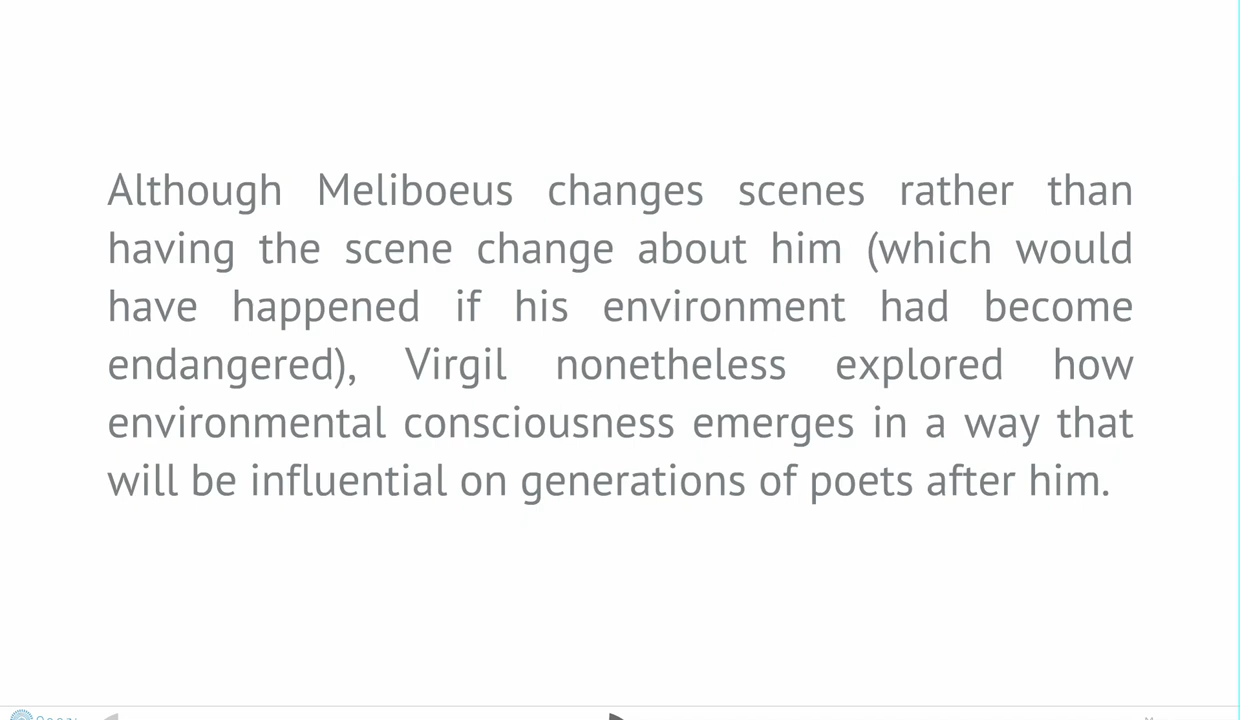 Although Meliboeus changes scenes rather than
having the scene change about him (which would
have happened if his environment had become
endangered), Virgil nonetheless explored how
environmental consciousness emerges in a way that
will be influential on generations of poets after him.